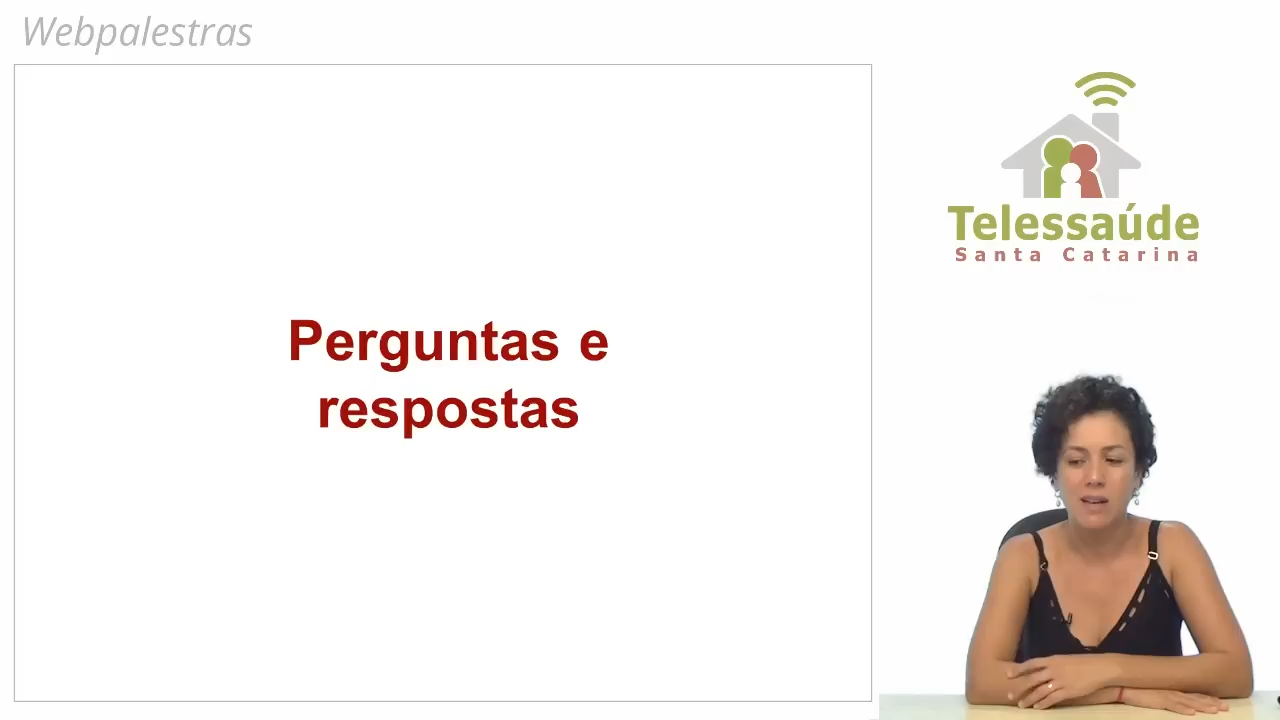 Webpalestras
Telessaúde
Santa Catarina
Perguntas e
respostas